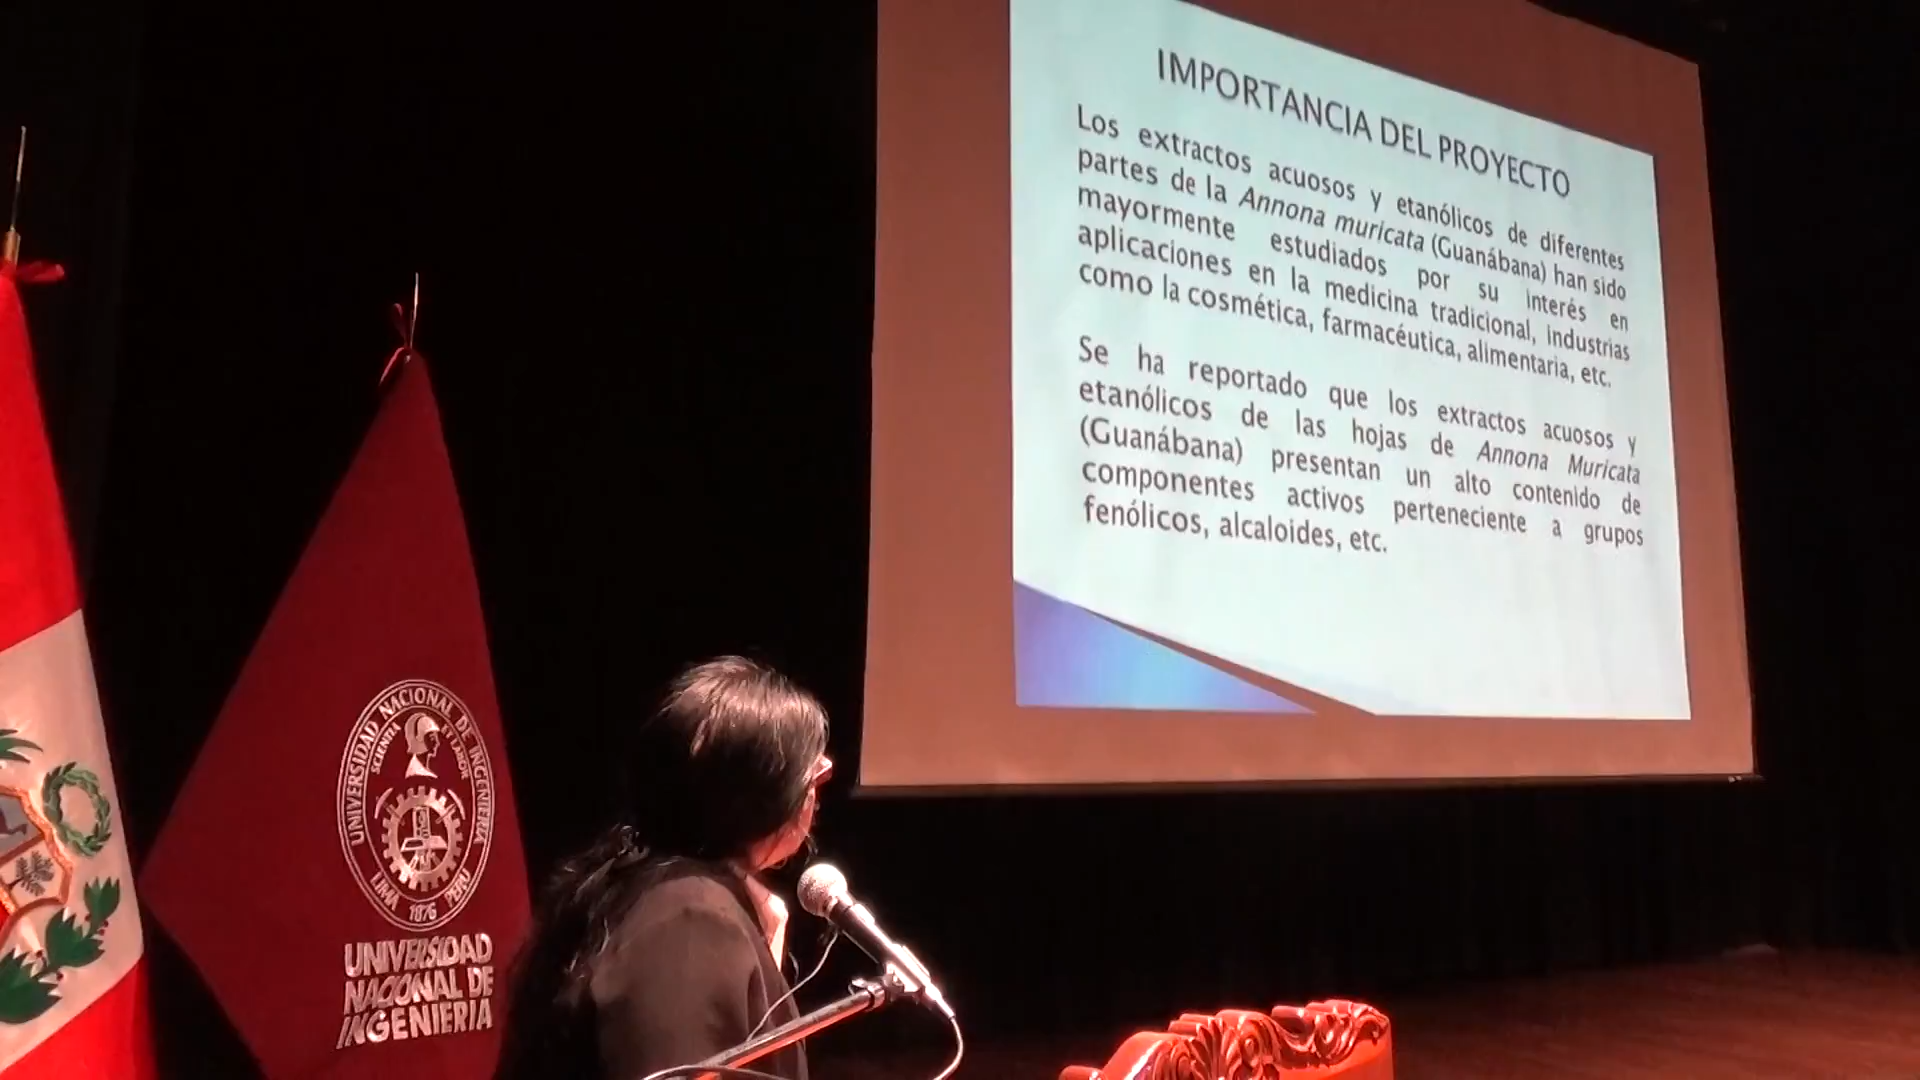 IMPORTANCIA DEL PROYECTO
Los extractos acuosos y etanólicos de diferentes
partes de la Annona muricata (Guanábana) han sido
mayormente estudiados por su interés en
aplicaciones en la medicina tradicional, industrias
como la cosmética, farmacéutica, alimentaria, etc.
Se ha reportado que los extractos acuosos y
etanólicos de las hojas de Annona Muricata
(Guanábana) presentan un alto contenido de
componentes activos perteneciente a grupos
fenólicos, alcaloides, etc.
UNIVERSIDAD NACIONAL DE INGENIERIA
SCIENTIA ET LABOR
LIMA 1876 PERU
UNIVERSIDAD
NACIONAL DE
INGENIERIA